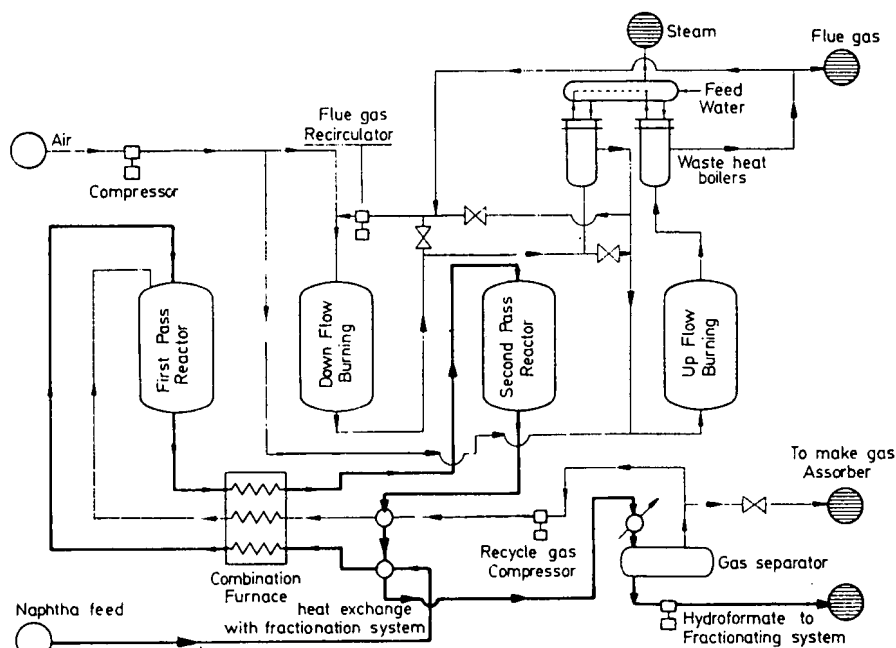 Steam
Flue gas
Feed
Water
Flue gas
Recirculator
Air
Compressor
Waste heat
boilers
First Pass
Reactor
Down Flow
Burning
Second Pass
Reactor
Up Flow
Burning
To make gas
Assorber
Recycle gas
Compressor
Gas separator
Combination
Furnace
Naphtha feed
heat exchange
with fractionation system
Hydroformate to
Fractionating system